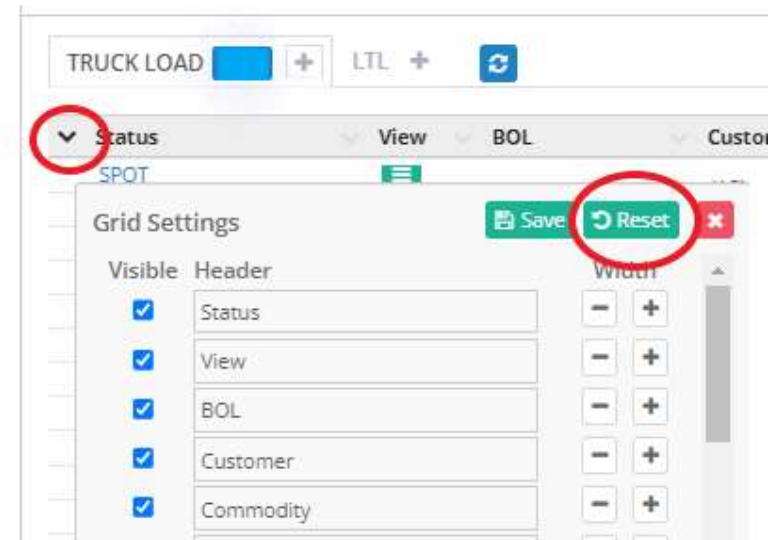 TRUCK LOAD + LTL +
Status View BOL
SPOT
Grid Settings Save Reset ×
Visible Header Width
Status − +
View − +
BOL − +
Customer − +
Commodity − +